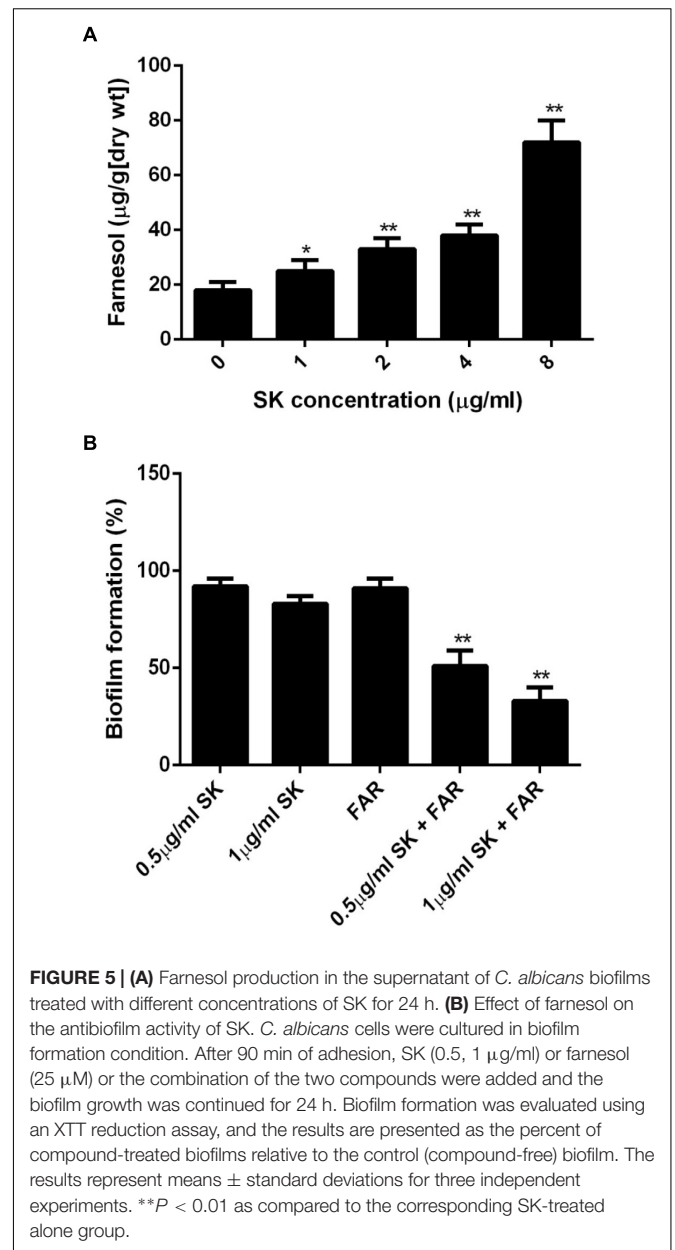 A
Farnesol (μg/g[dry wt])
100
80
60
40
20
0
*
**
**
**
0
1
2
4
8
SK concentration (μg/ml)
B
Biofilm formation (%)
150
100
50
0
**
**
0.5μg/ml SK
1μg/ml SK
FAR
0.5μg/ml SK + FAR
1μg/ml SK + FAR
FIGURE 5 | (A) Farnesol production in the supernatant of C. albicans biofilms
treated with different concentrations of SK for 24 h. (B) Effect of farnesol on
the antibiofilm activity of SK. C. albicans cells were cultured in biofilm
formation condition. After 90 min of adhesion, SK (0.5, 1 μg/ml) or farnesol
(25 μM) or the combination of the two compounds were added and the
biofilm growth was continued for 24 h. Biofilm formation was evaluated using
an XTT reduction assay, and the results are presented as the percent of
compound-treated biofilms relative to the control (compound-free) biofilm. The
results represent means ± standard deviations for three independent
experiments. **P < 0.01 as compared to the corresponding SK-treated
alone group.